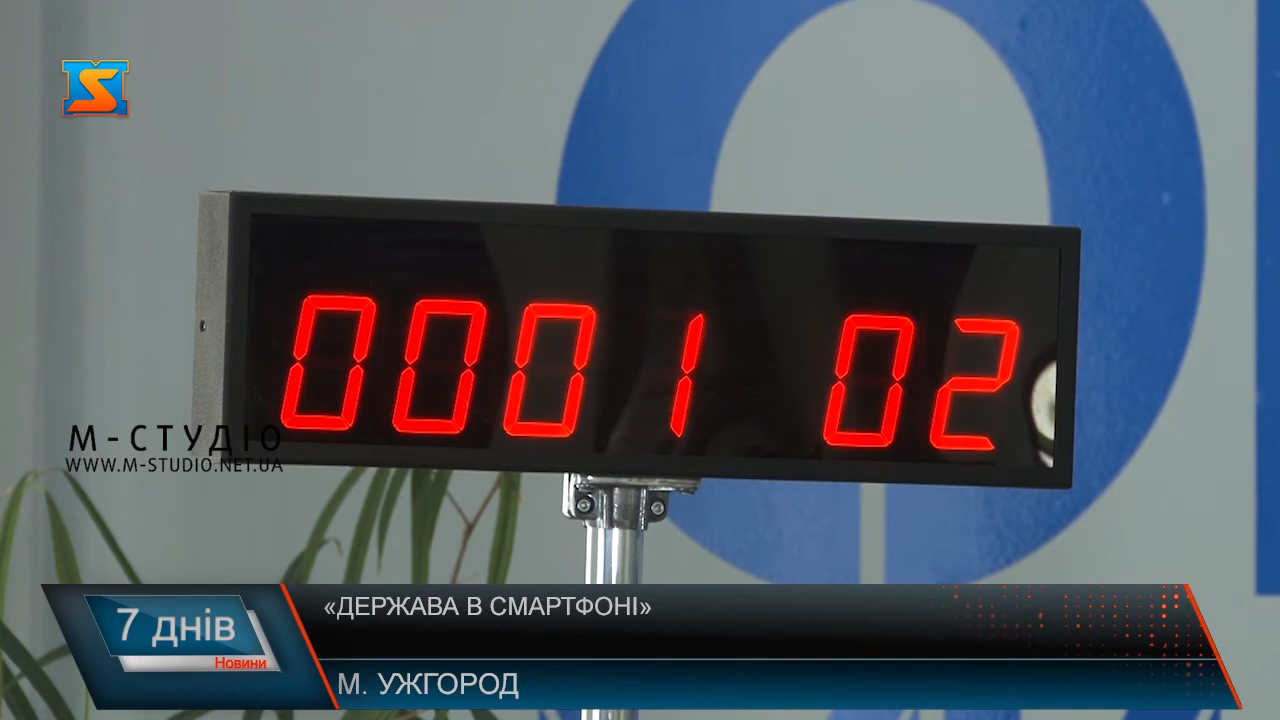 0001 02
М-СТУДІО
WWW.M-STUDIO.NET.UA
«ДЕРЖАВА В СМАРТФОНІ»
7 днів
Новини
М. УЖГОРОД